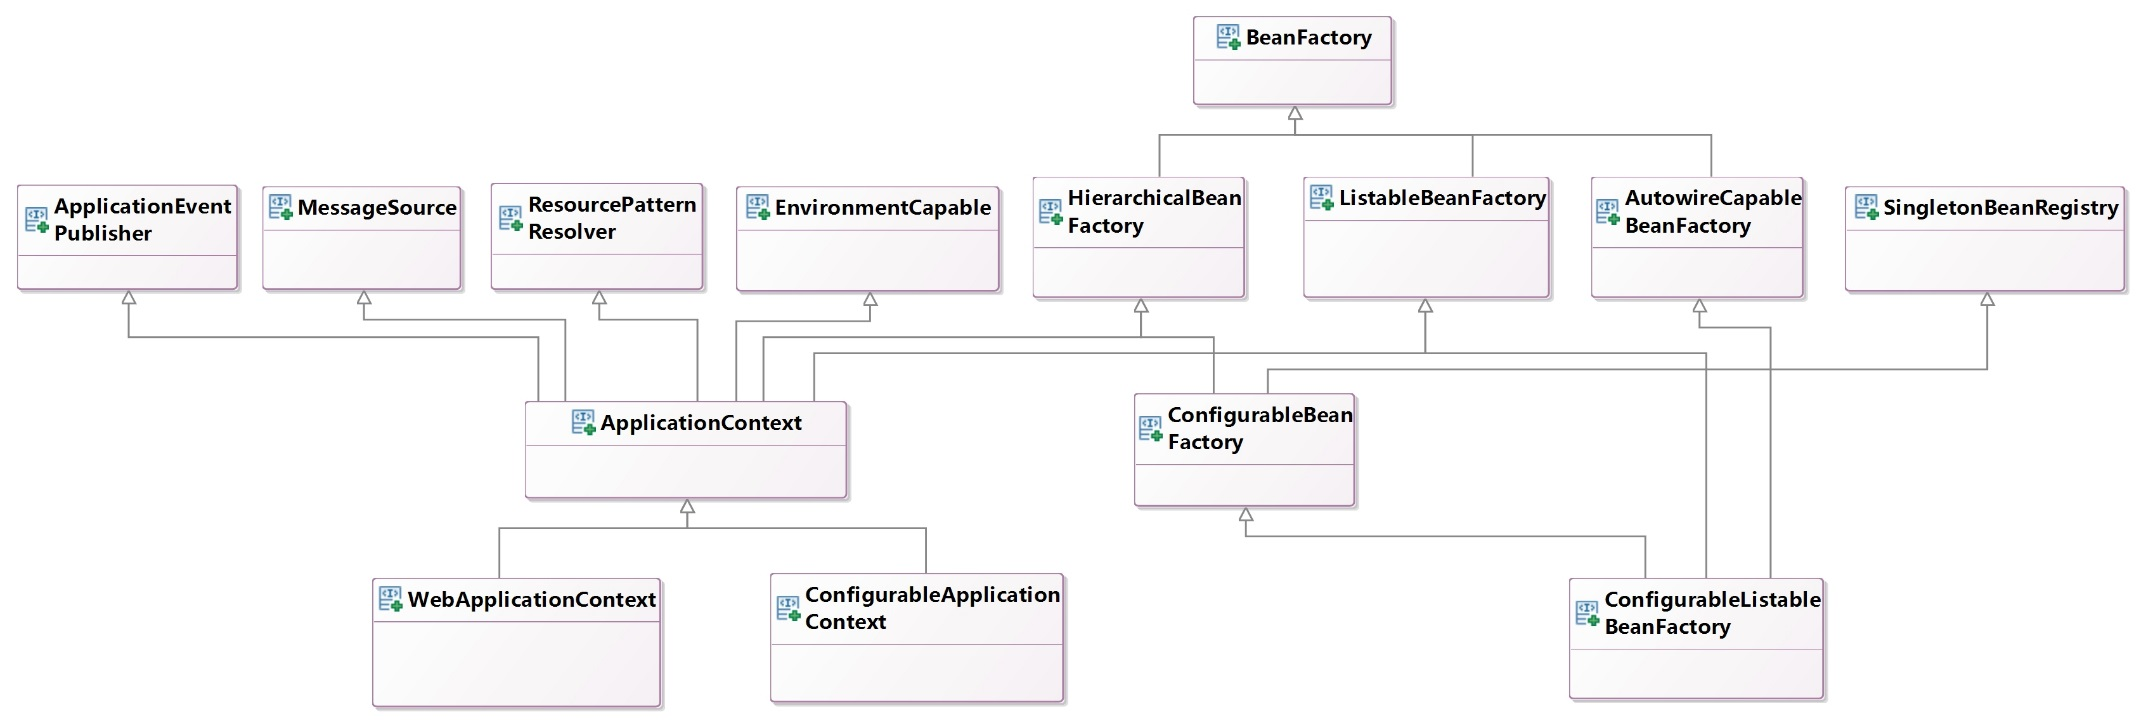 BeanFactory
ApplicationEvent
Publisher
MessageSource
ResourcePattern
Resolver
EnvironmentCapable
HierarchicalBean
Factory
ListableBeanFactory
AutowireCapable
BeanFactory
SingletonBeanRegistry
ApplicationContext
ConfigurableBean
Factory
WebApplicationContext
ConfigurableApplication
Context
ConfigurableListable
BeanFactory